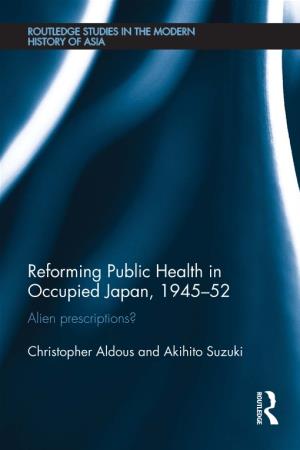 ROUTLEDGE STUDIES IN THE MODERN
HISTORY OF ASIA
Reforming Public Health in
Occupied Japan, 1945–52
Alien prescriptions?
Christopher Aldous and Akihito Suzuki
ROUTLEDGE